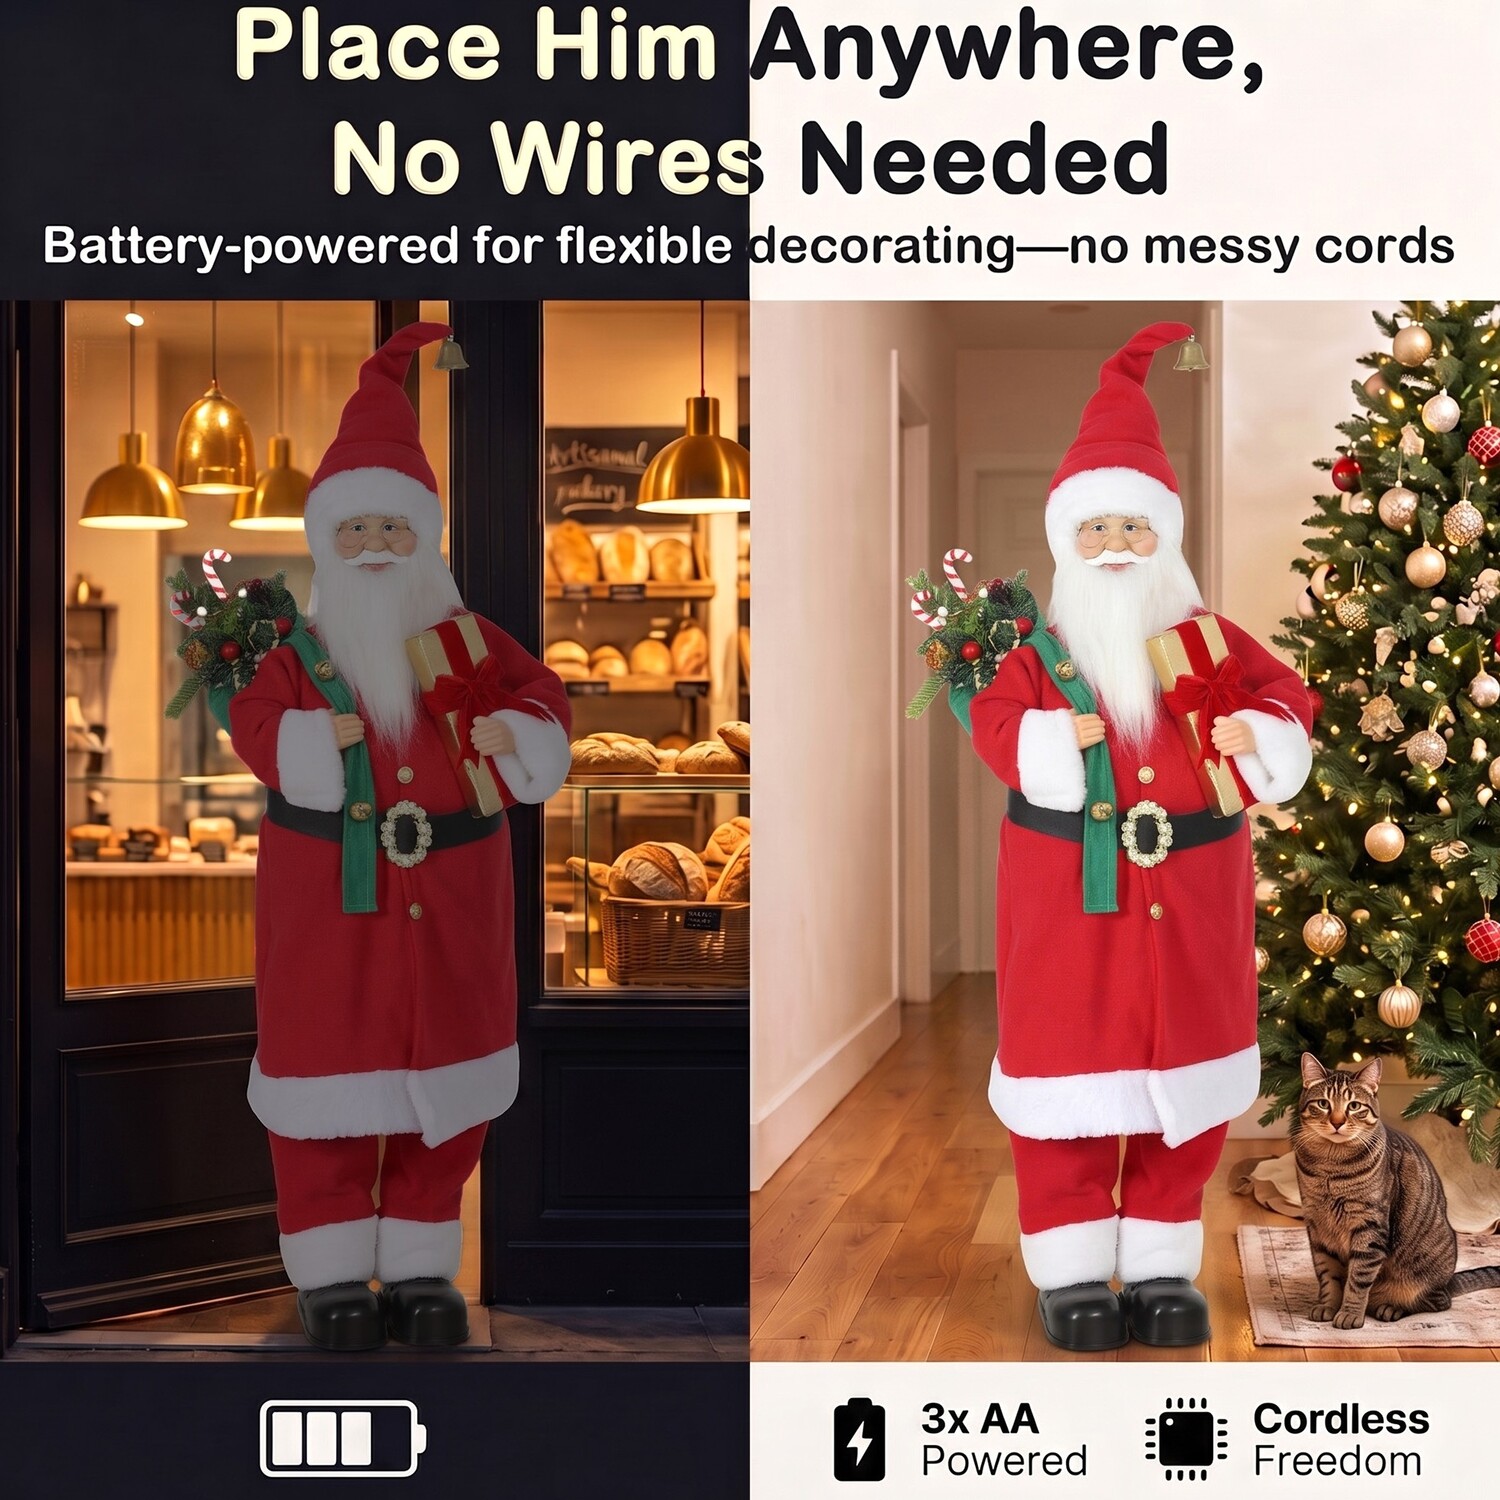 Place Him Anywhere,
No Wires Needed
Battery-powered for flexible decorating—no messy cords
Artisanal
3x AA
Powered
Cordless
Freedom